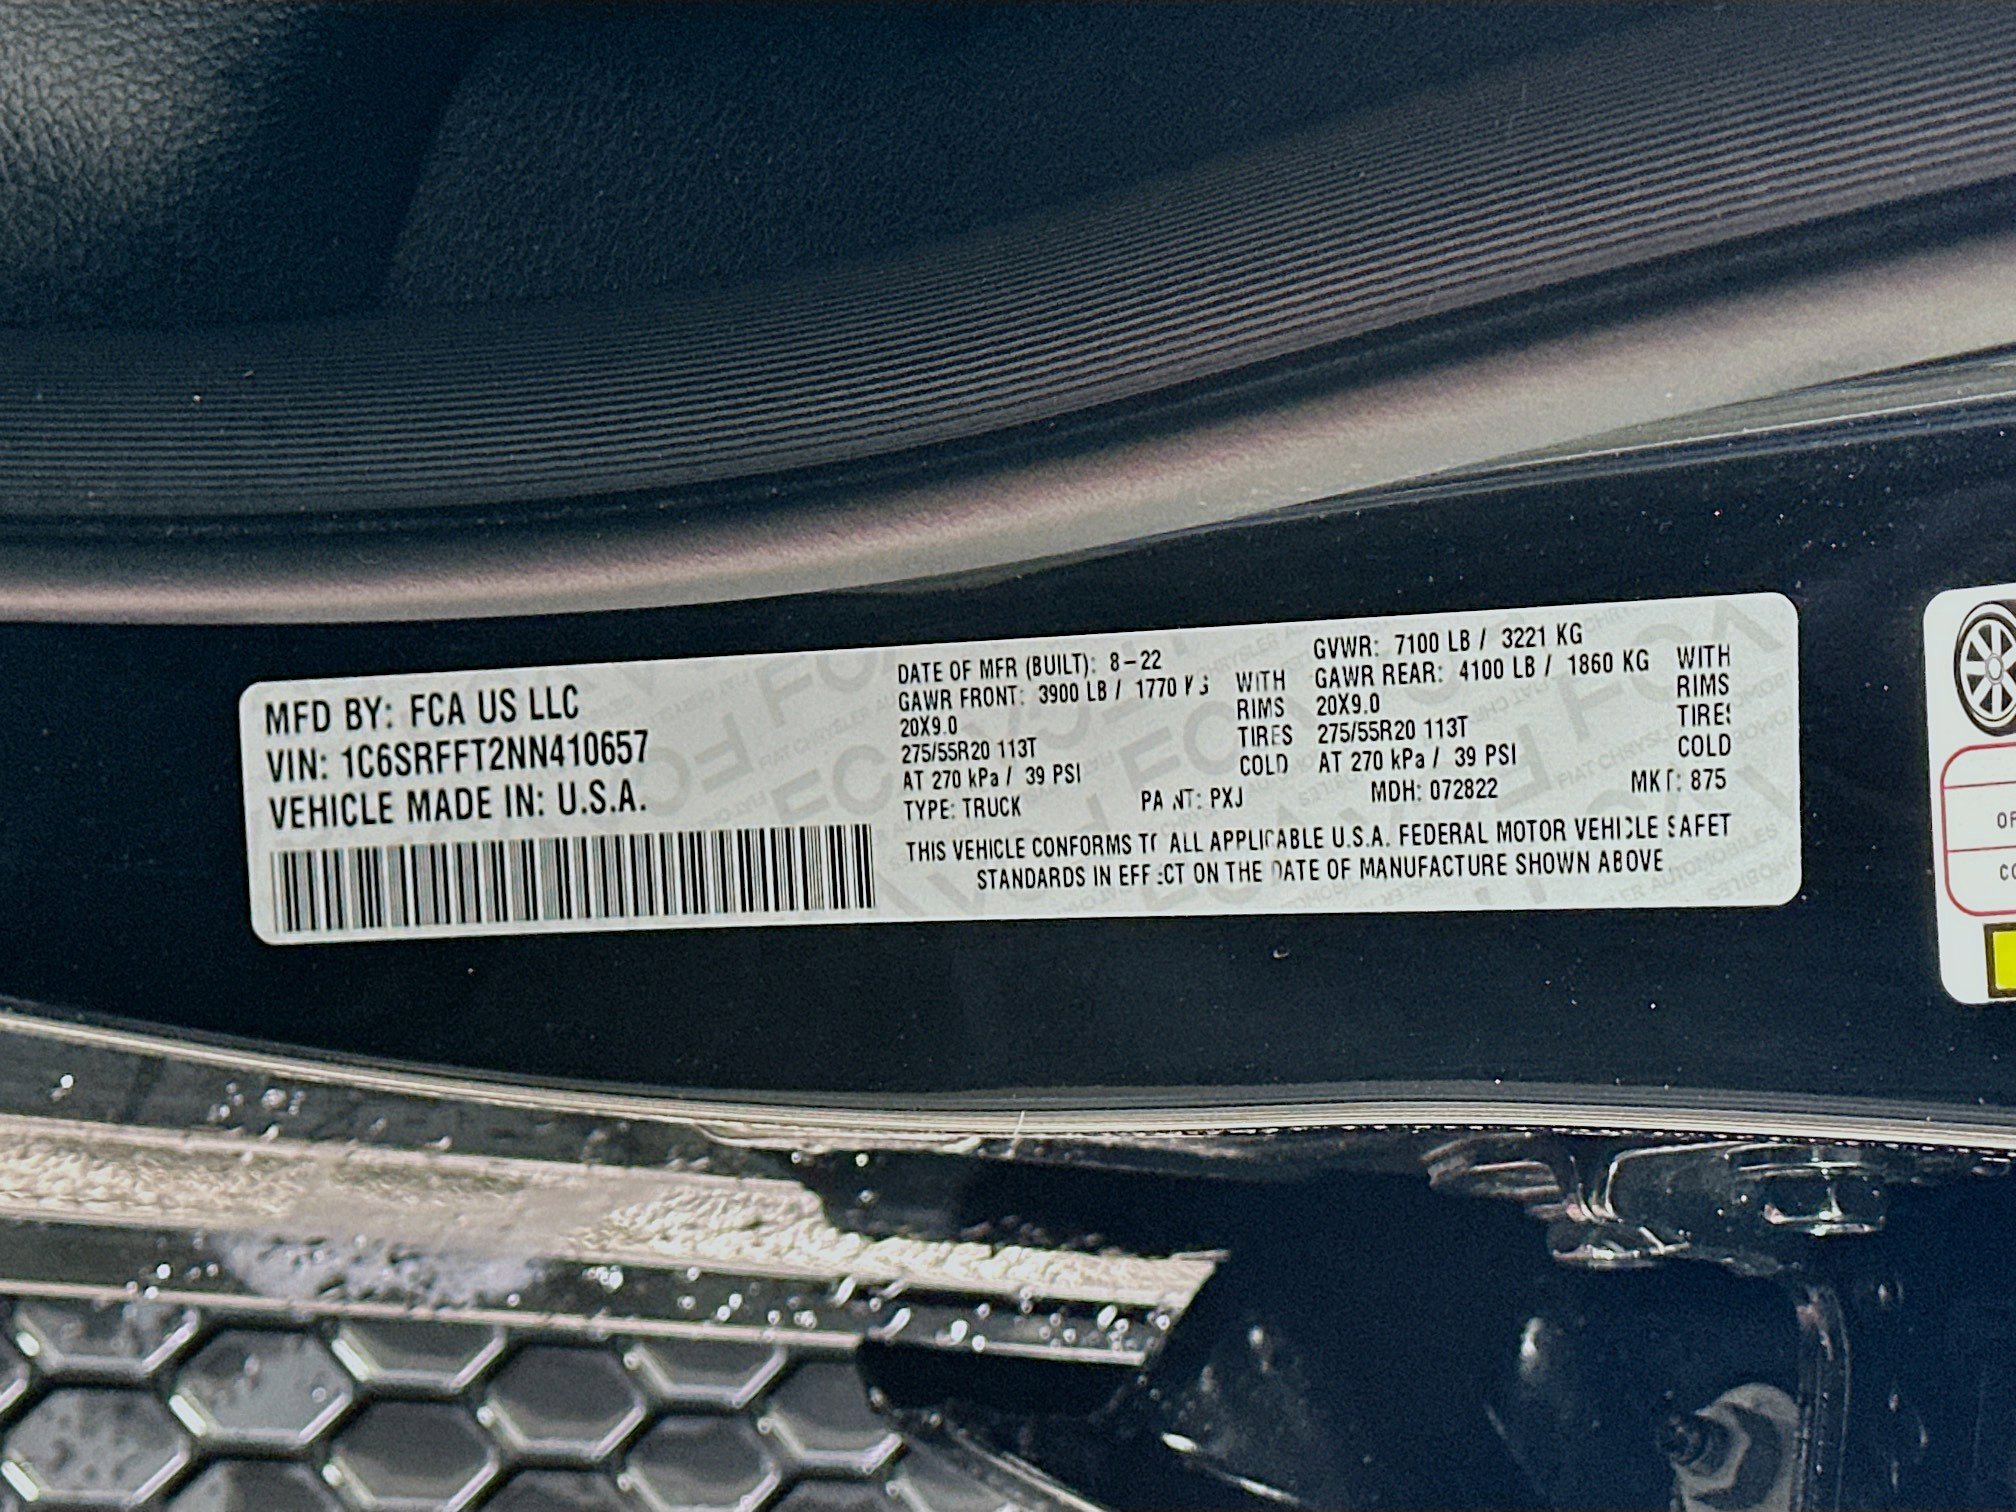 MFD BY: FCA US LLC
VIN: 1C6SRFFT2NN410657
VEHICLE MADE IN: U.S.A.
DATE OF MFR (BUILT): 8-22
GAWR FRONT: 3900 LB / 1770 KG WITH
20X9.0 RIMS
275/55R20 113T TIRES
AT 270 kPa / 39 PSI COLD
GVWR: 7100 LB / 3221 KG
GAWR REAR: 4100 LB / 1860 KG WITH
20X9.0 RIMS
275/55R20 113T TIRES
AT 270 kPa / 39 PSI COLD
TYPE: TRUCK PAINT: PXJ MDH: 072822 MKT: 875
THIS VEHICLE CONFORMS TO ALL APPLICABLE U.S.A. FEDERAL MOTOR VEHICLE SAFET
STANDARDS IN EFFECT ON THE DATE OF MANUFACTURE SHOWN ABOVE